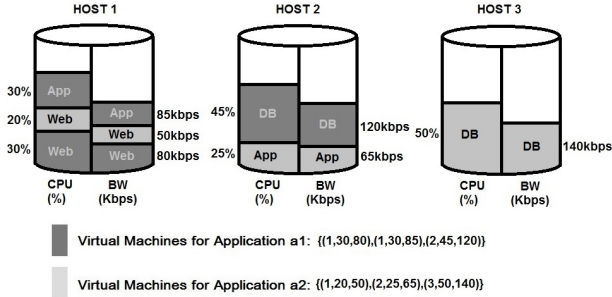 HOST 1 HOST 2 HOST 3
30% App
20% Web
30% Web
App 85kbps
Web 50kbps
Web 80kbps
CPU (%)
BW (Kbps)
45% DB
25% App
DB 120kbps
App 65kbps
CPU (%)
BW (Kbps)
50% DB
DB 140kbps
CPU (%)
BW (Kbps)
Virtual Machines for Application a1: {(1,30,80),(1,30,85),(2,45,120)}
Virtual Machines for Application a2: {(1,20,50),(2,25,65),(3,50,140)}